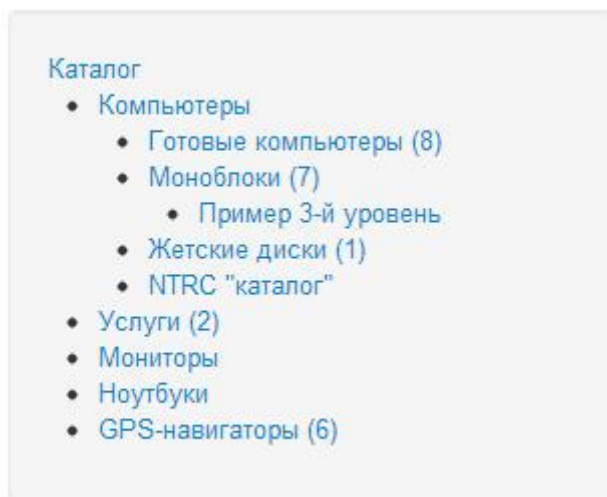 Каталог
Компьютеры
Готовые компьютеры (8)
Моноблоки (7)
Пример 3-й уровень
Жетские диски (1)
NTRC "каталог"
Услуги (2)
Мониторы
Ноутбуки
GPS-навигаторы (6)